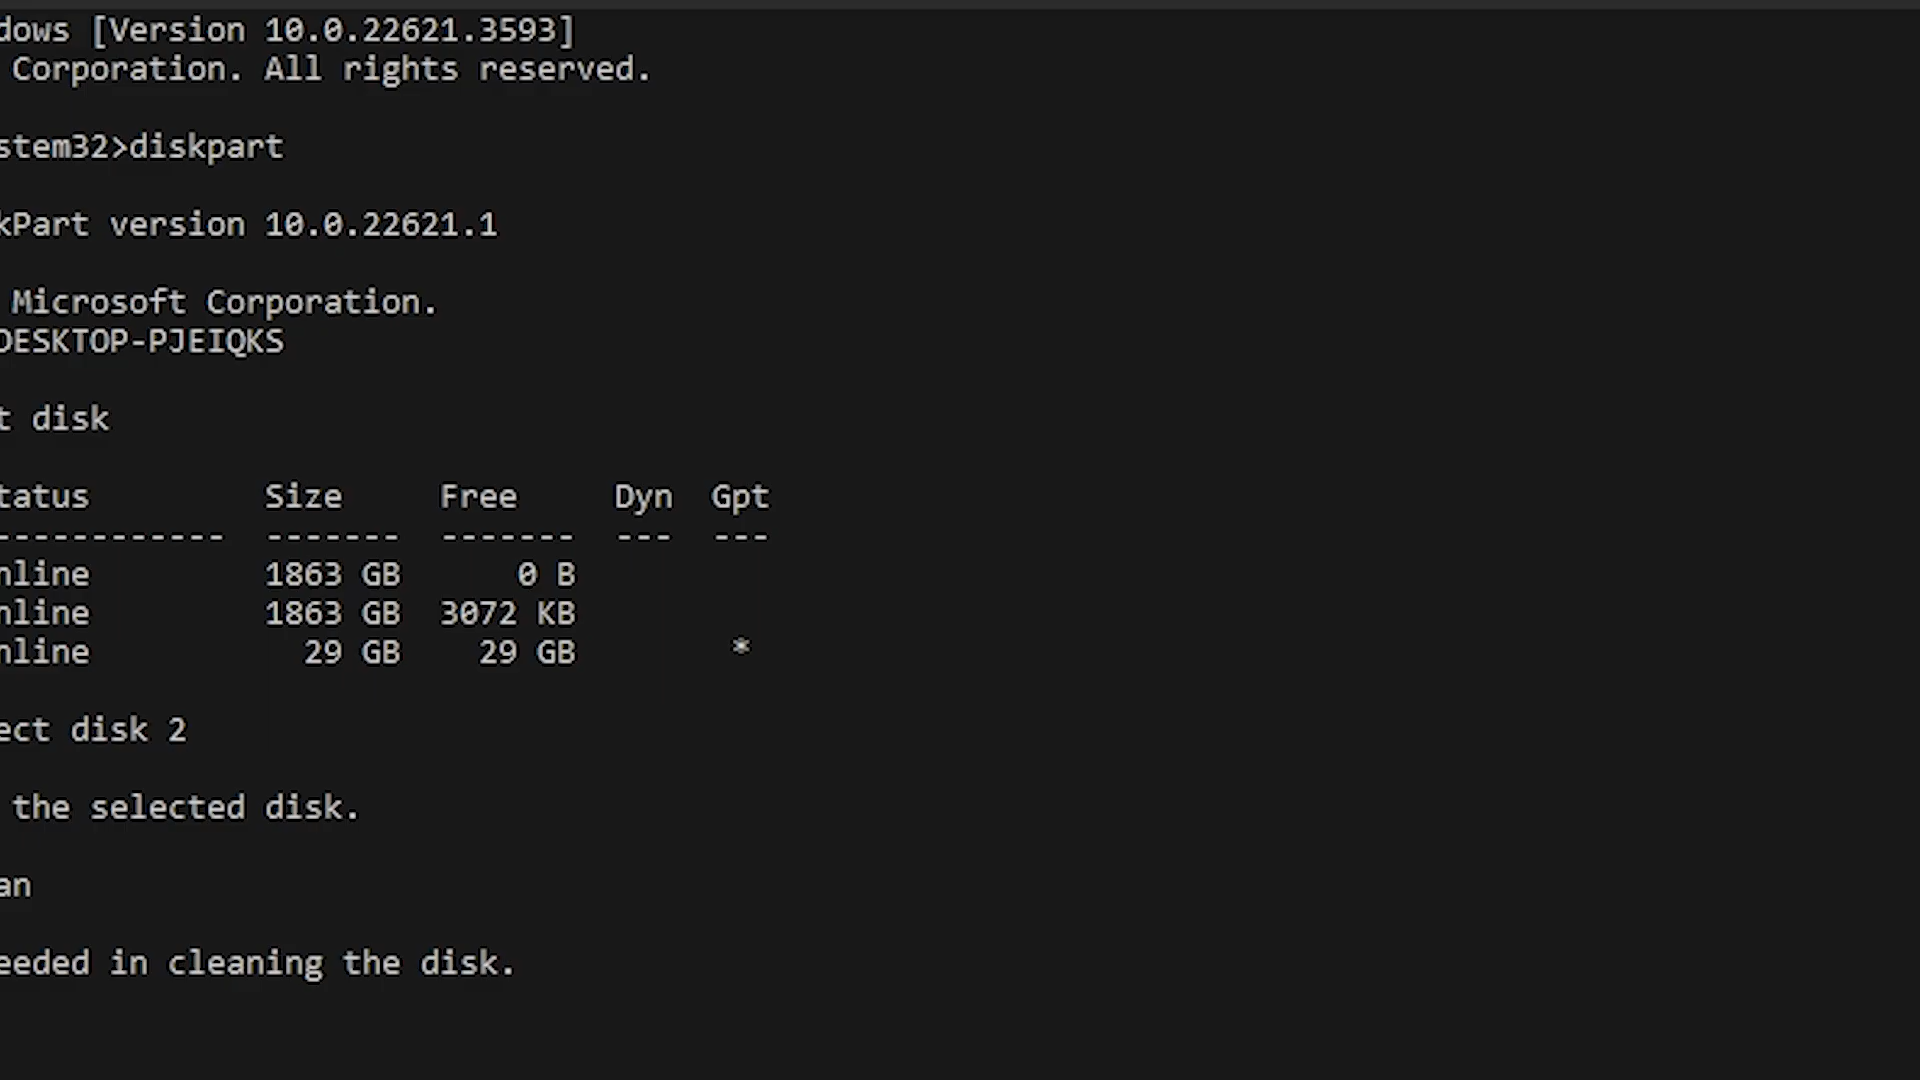 dows [Version 10.0.22621.3593]
Corporation. All rights reserved.
stem32>diskpart
kPart version 10.0.22621.1
Microsoft Corporation.
DESKTOP-PJEIQKS
t disk
tatus Size Free Dyn Gpt
------------ ------- ------- --- ---
nline 1863 GB 0 B
nline 1863 GB 3072 KB
nline 29 GB 29 GB *
ect disk 2
the selected disk.
an
eeded in cleaning the disk.